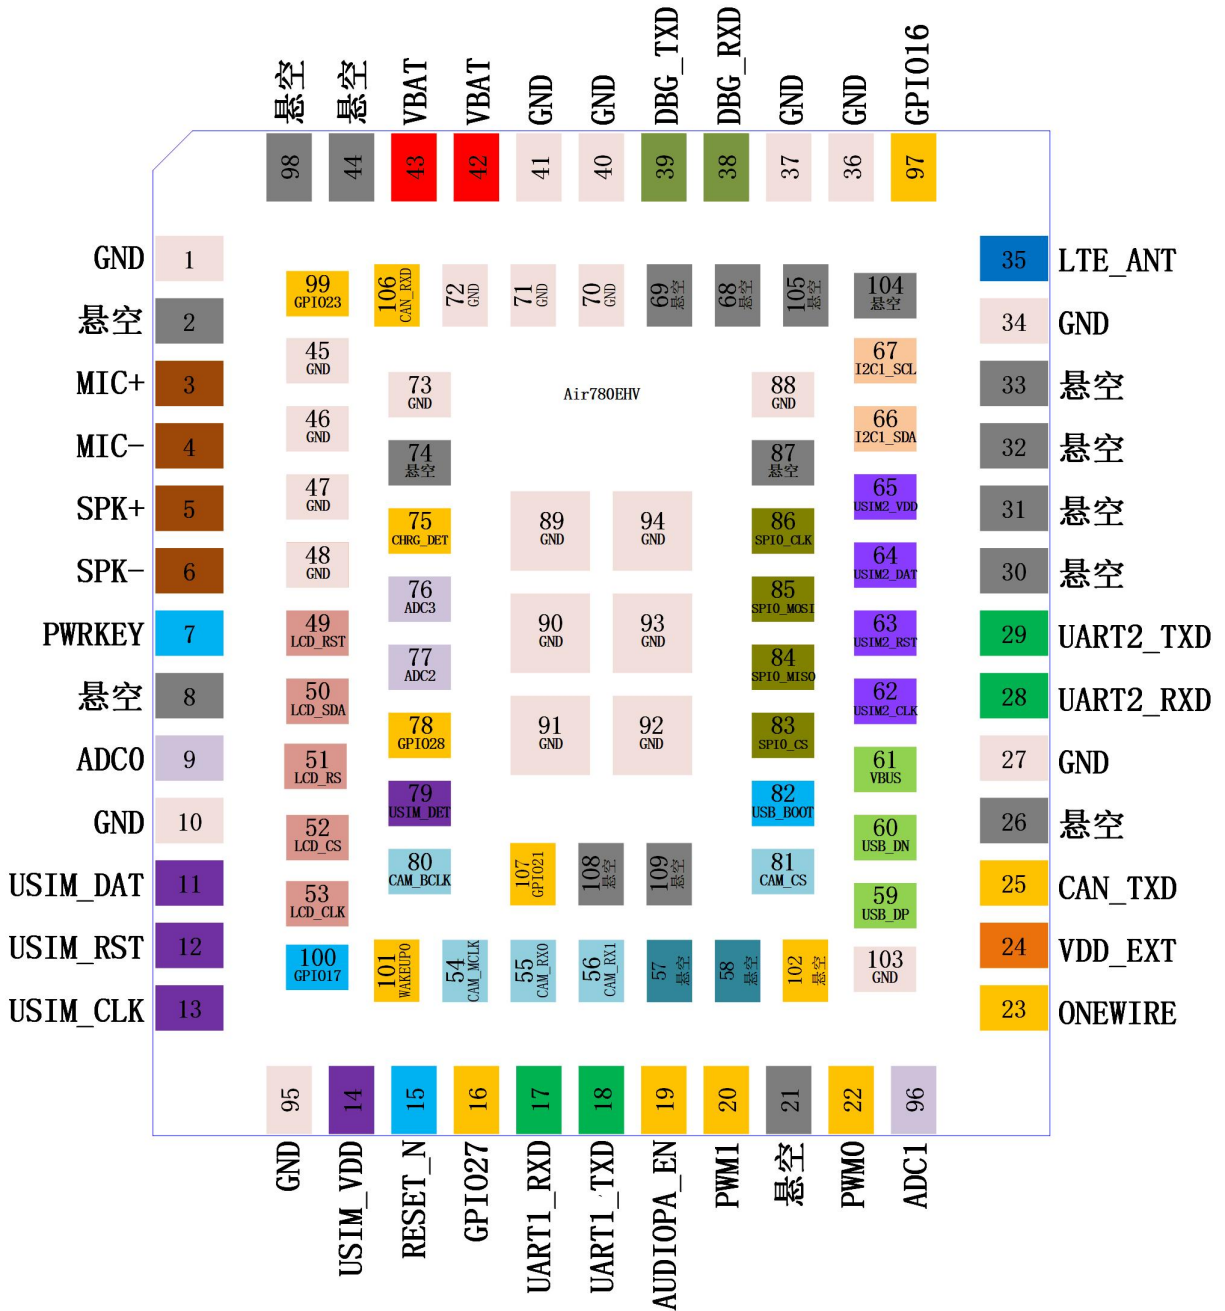 悬空
悬空
VBAT
VBAT
GND
GND
DBG_TXD
DBG_RXD
GND
GND
GPIO16
98
44
43
42
41
40
39
38
37
36
97
GND
1
悬空
2
MIC+
3
MIC-
4
SPK+
5
SPK-
6
PWRKEY
7
悬空
8
ADC0
9
GND
10
USIM_DAT
11
USIM_RST
12
USIM_CLK
13
99
GPIO23
106
CAN_RXD
72
GND
71
GND
70
GND
69
悬空
68
悬空
105
悬空
104
悬空
45
GND
46
GND
47
GND
48
GND
49
LCD_RST
50
LCD_SDA
51
LCD_RS
52
LCD_CS
53
LCD_CLK
100
GPIO17
73
GND
74
悬空
75
CHRG_DET
76
ADC3
77
ADC2
78
GPIO28
79
USIM_DET
80
CAM_BCLK
Air780EHV
89
GND
94
GND
90
GND
93
GND
91
GND
92
GND
107
GPIO21
108
悬空
109
悬空
88
GND
87
悬空
86
SPI0_CLK
85
SPI0_MOSI
84
SPI0_MISO
83
SPI0_CS
82
USB_BOOT
81
CAM_CS
67
I2C1_SCL
66
I2C1_SDA
65
USIM2_VDD
64
USIM2_DAT
63
USIM2_RST
62
USIM2_CLK
61
VBUS
60
USB_DN
59
USB_DP
103
GND
101
WAKEUP0
54
CAM_MCLK
55
CAM_RX0
56
CAM_RX1
57
悬空
58
悬空
102
悬空
35
LTE_ANT
34
GND
33
悬空
32
悬空
31
悬空
30
悬空
29
UART2_TXD
28
UART2_RXD
27
GND
26
悬空
25
CAN_TXD
24
VDD_EXT
23
ONEWIRE
95
14
15
16
17
18
19
20
21
22
96
GND
USIM_VDD
RESET_N
GPIO27
UART1_RXD
UART1_TXD
AUDIOPA_EN
PWM1
悬空
PWM0
ADC1